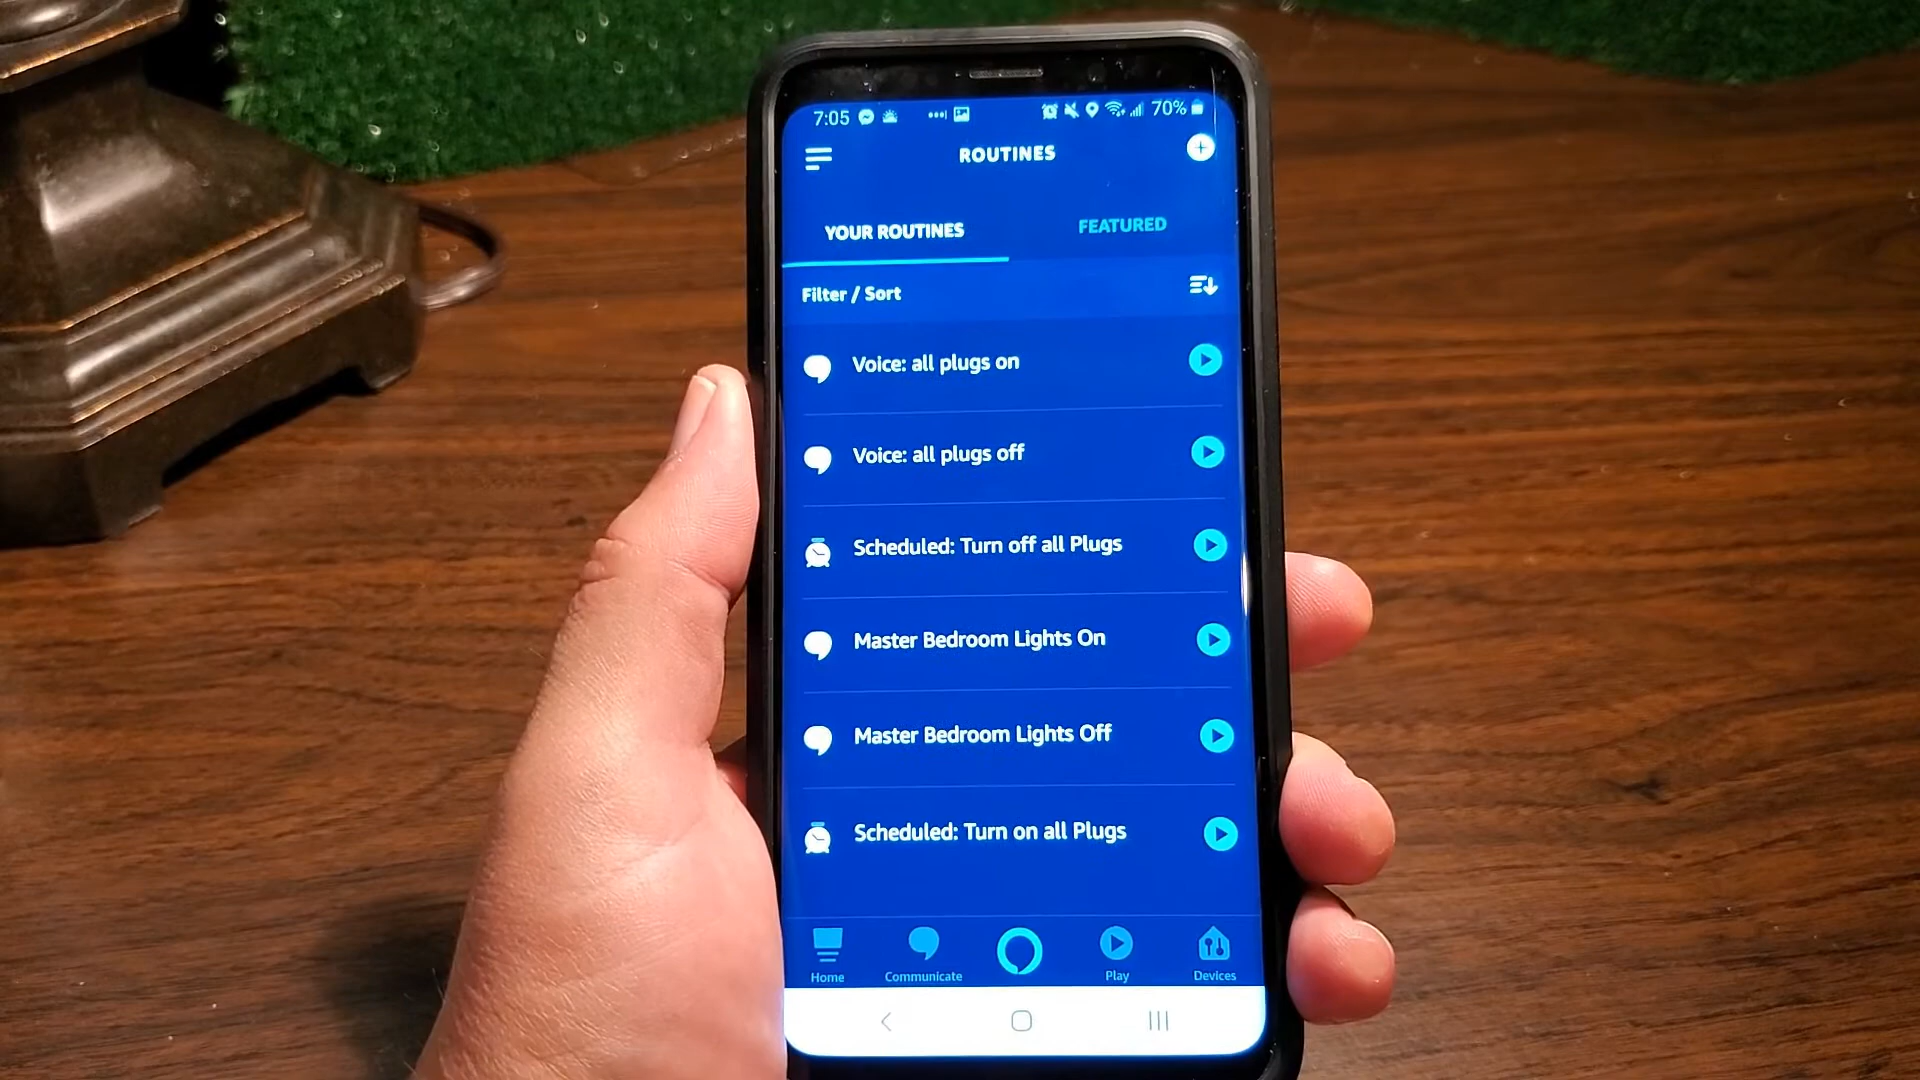 7:05 70%
ROUTINES
YOUR ROUTINES FEATURED
Filter / Sort
Voice: all plugs on
Voice: all plugs off
Scheduled: Turn off all Plugs
Master Bedroom Lights On
Master Bedroom Lights Off
Scheduled: Turn on all Plugs
Home Communicate Play Devices